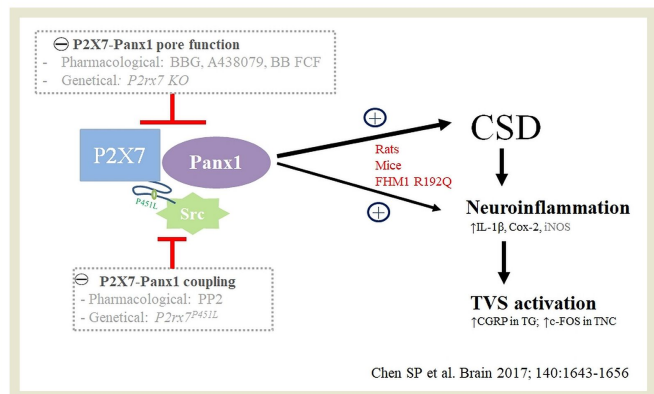 ⊖ P2X7-Panx1 pore function
- Pharmacological: BBG, A438079, BB FCF
- Genetical: P2rx7 KO
P2X7
Panx1
P451L
Src
⊕
Rats
Mice
FHM1 R192Q
⊕
CSD
Neuroinflammation
↑IL-1β, Cox-2, iNOS
TVS activation
↑CGRP in TG; ↑c-FOS in TNC
⊖ P2X7-Panx1 coupling
- Pharmacological: PP2
- Genetical: P2rx7P451L
Chen SP et al. Brain 2017; 140:1643-1656